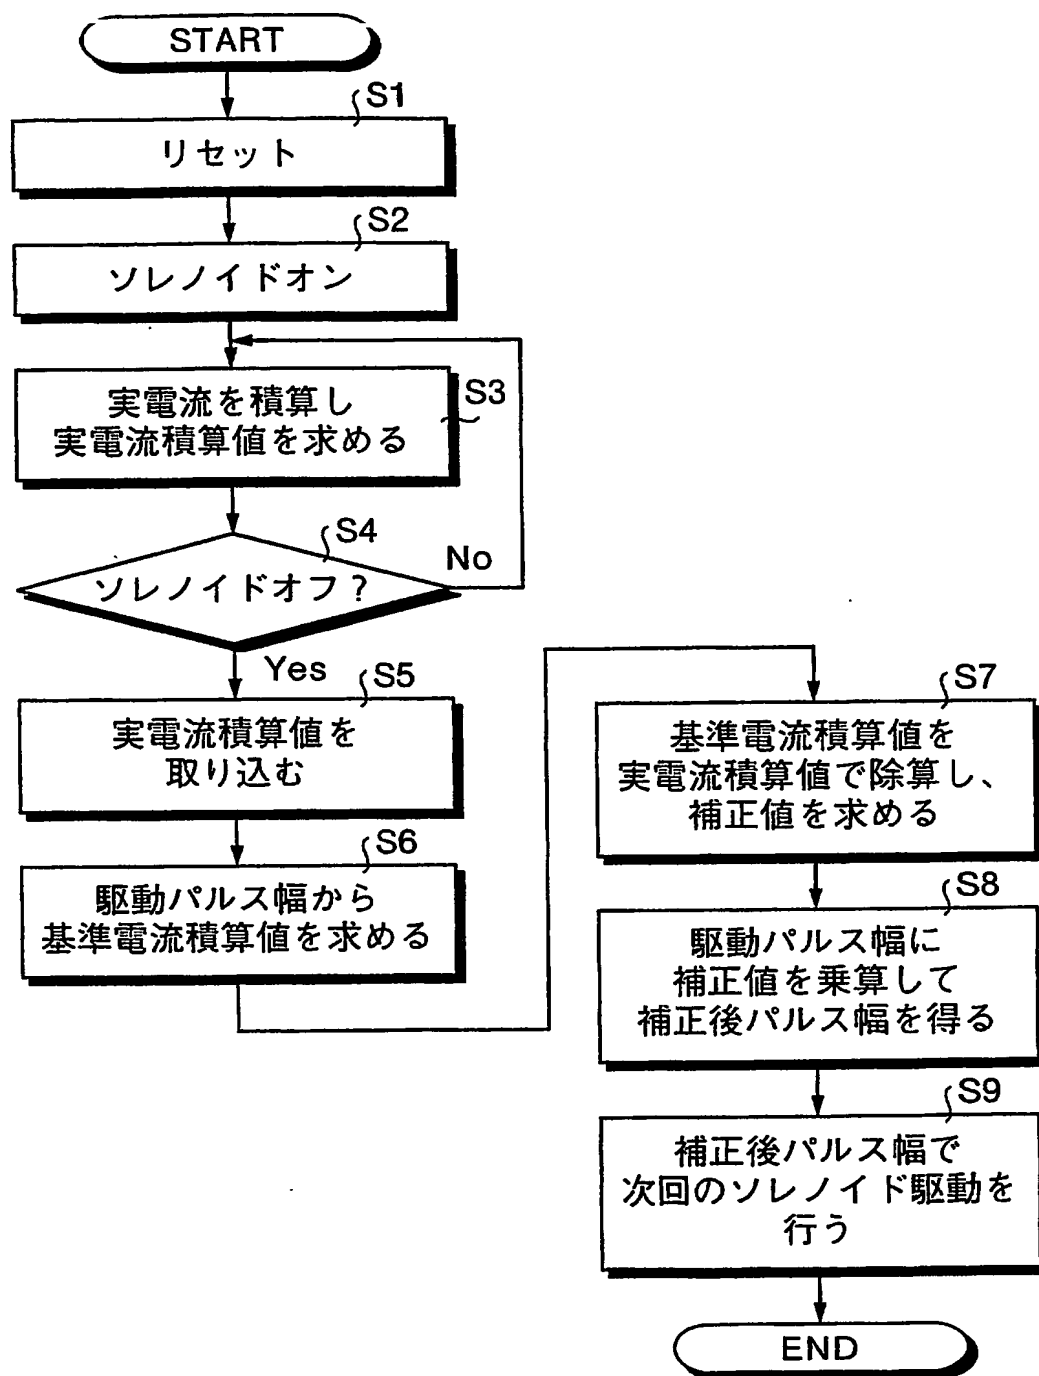 START
S1
リセット
S2
ソレノイドオン
S3
実電流を積算し
実電流積算値を求める
S4
ソレノイドオフ?
No
Yes
S5
実電流積算値を
取り込む
S6
駆動パルス幅から
基準電流積算値を求める
S7
基準電流積算値を
実電流積算値で除算し、
補正値を求める
S8
駆動パルス幅に
補正値を乗算して
補正後パルス幅を得る
S9
補正後パルス幅で
次回のソレノイド駆動を
行う
END